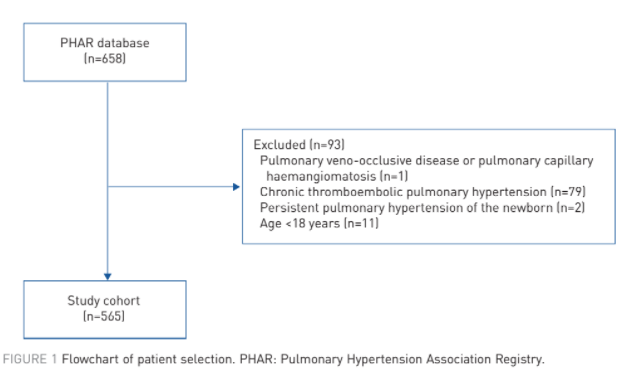 PHAR database
(n=658)
Excluded (n=93)
Pulmonary veno-occlusive disease or pulmonary capillary
haemangiomatosis (n=1)
Chronic thromboembolic pulmonary hypertension (n=79)
Persistent pulmonary hypertension of the newborn (n=2)
Age <18 years (n=11)
Study cohort
(n=565)
FIGURE 1 Flowchart of patient selection. PHAR: Pulmonary Hypertension Association Registry.